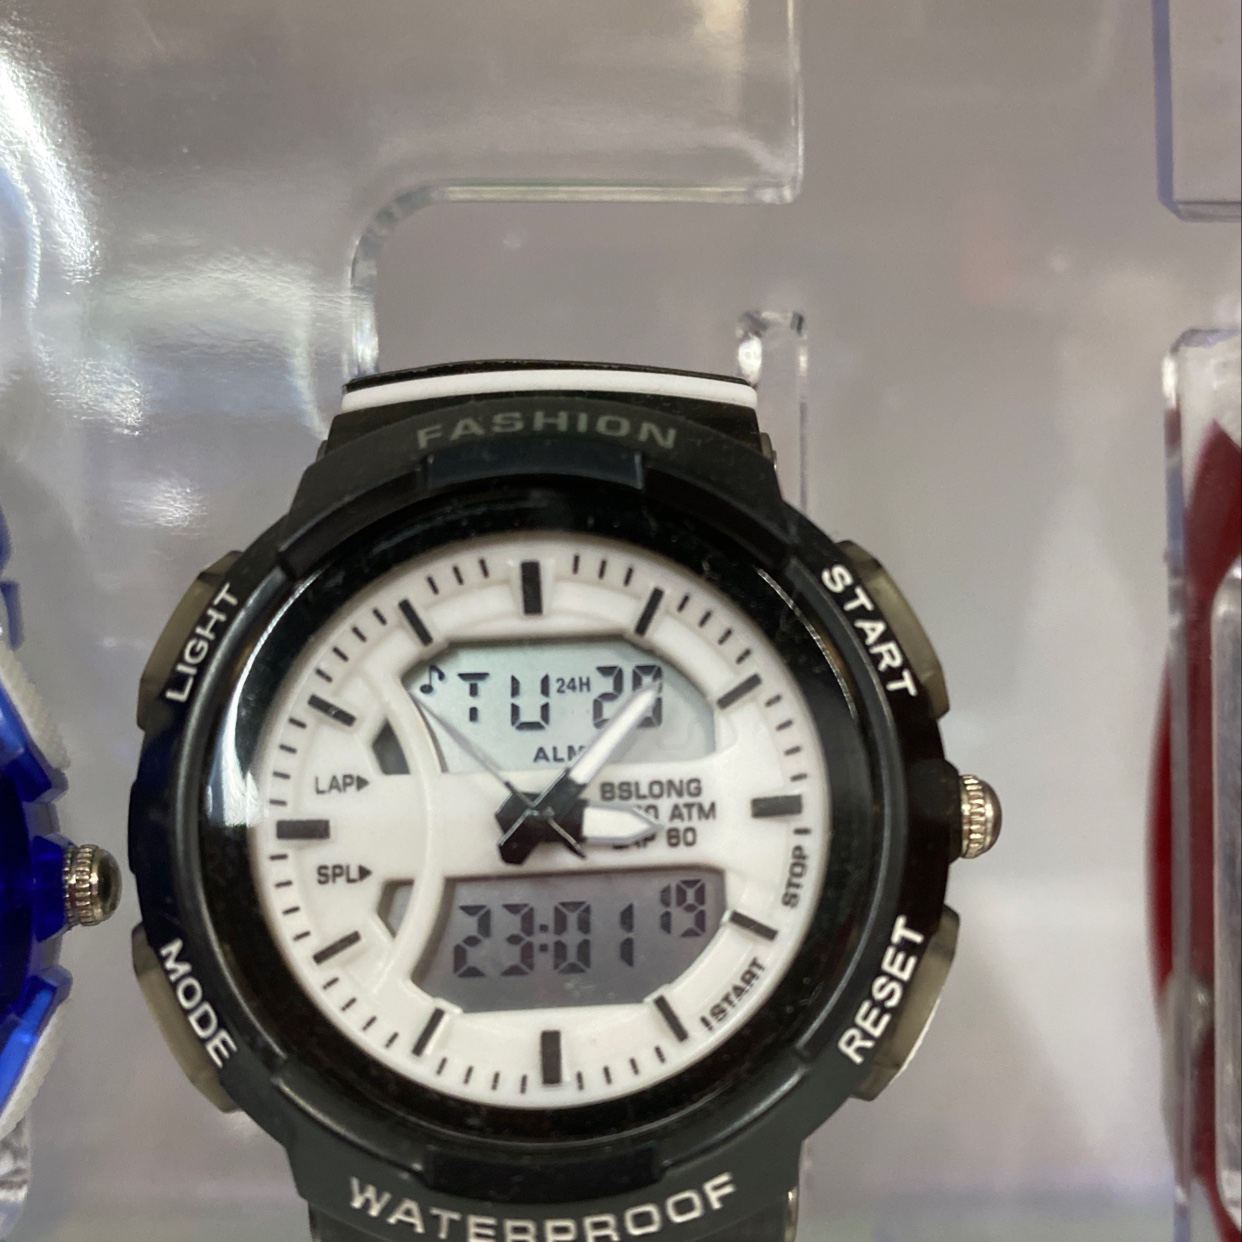 FASHION
LIGHT
START
TU 24H 20
ALM
LAP
BSLONG
ATM
60
SPL
STOP
23:01 19
START
MODE
RESET
WATERPROOF